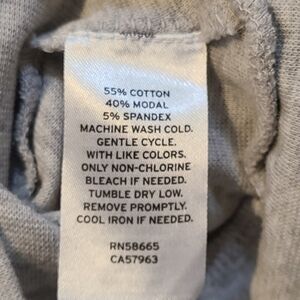 55% COTTON
40% MODAL
5% SPANDEX
MACHINE WASH COLD.
GENTLE CYCLE.
WITH LIKE COLORS.
ONLY NON-CHLORINE
BLEACH IF NEEDED.
TUMBLE DRY LOW.
REMOVE PROMPTLY.
COOL IRON IF NEEDED.
RN58665
CA57963